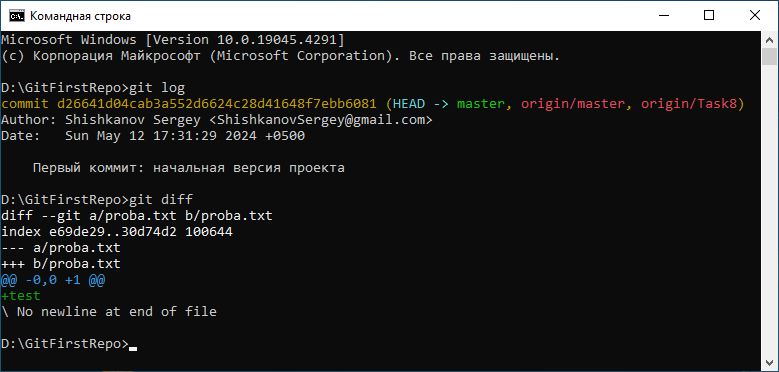 Командная строка
Microsoft Windows [Version 10.0.19045.4291]
(c) Корпорация Майкрософт (Microsoft Corporation). Все права защищены.
D:\GitFirstRepo>git log
commit d26641d04cab3a552d6624c28d41648f7ebb6081 (HEAD -> master, origin/master, origin/Task8)
Author: Shishkanov Sergey <ShishkanovSergey@gmail.com>
Date:   Sun May 12 17:31:29 2024 +0500
    Первый коммит: начальная версия проекта
D:\GitFirstRepo>git diff
diff --git a/proba.txt b/proba.txt
index e69de29..30d74d2 100644
--- a/proba.txt
+++ b/proba.txt
@@ -0,0 +1 @@
+test
\ No newline at end of file
D:\GitFirstRepo>